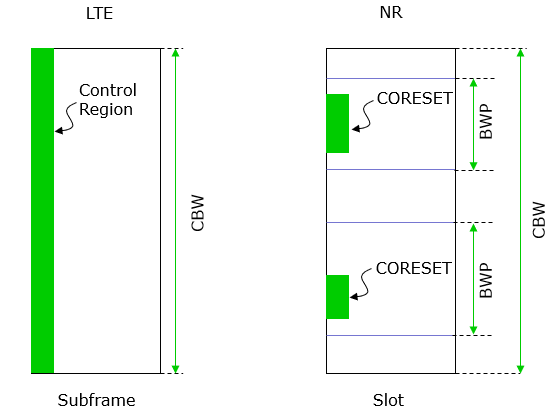 LTE
NR
Control
Region
CORESET
BWP
CBW
CBW
CORESET
BWP
Subframe
Slot